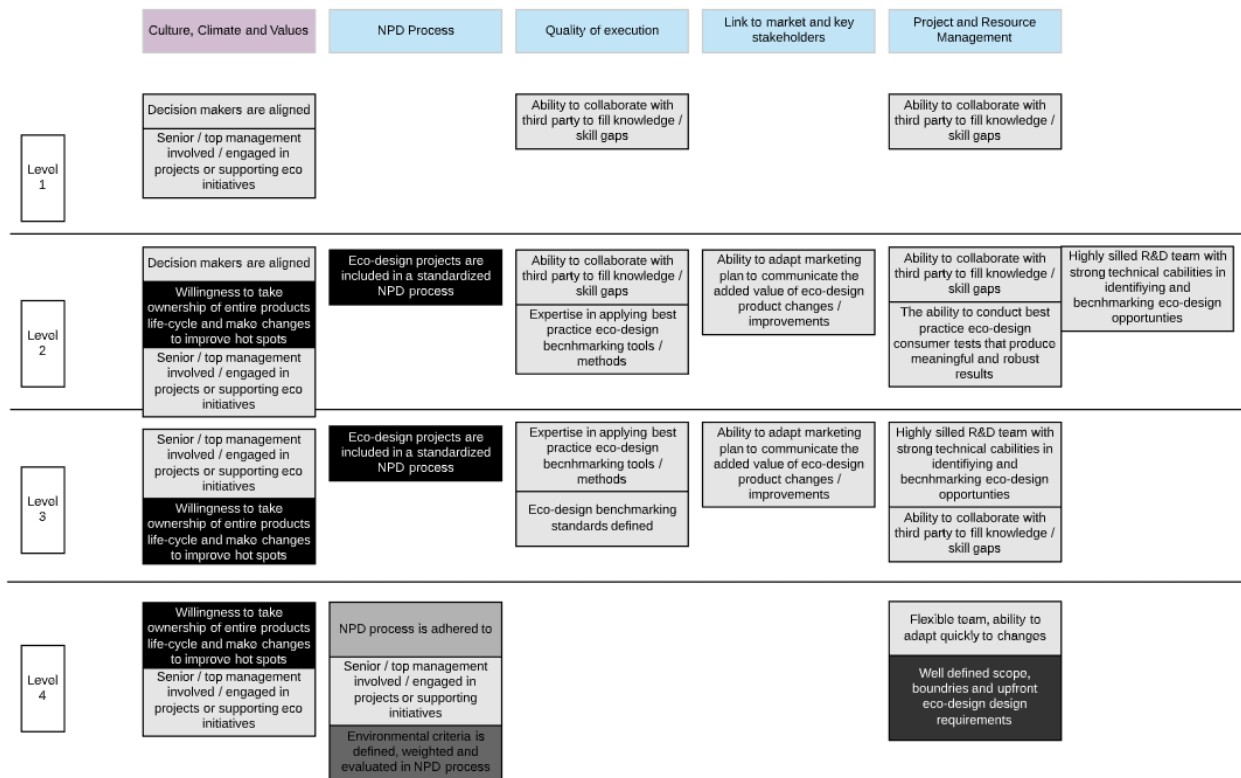 Culture, Climate and Values
NPD Process
Quality of execution
Link to market and key
stakeholders
Project and Resource
Management
Level
1
Decision makers are aligned
Senior / top management
involved / engaged in
projects or supporting eco
initiatives
Ability to collaborate with
third party to fill knowledge /
skill gaps
Ability to collaborate with
third party to fill knowledge /
skill gaps
Level
2
Decision makers are aligned
Willingness to take
ownership of entire products
life-cycle and make changes
to improve hot spots
Senior / top management
involved / engaged in
projects or supporting eco
initiatives
Eco-design projects are
included in a standardized
NPD process
Ability to collaborate with
third party to fill knowledge /
skill gaps
Expertise in applying best
practice eco-design
becnhmarking tools /
methods
Ability to adapt marketing
plan to communicate the
added value of eco-design
product changes /
improvements
Ability to collaborate with
third party to fill knowledge /
skill gaps
The ability to conduct best
practice eco-design
consumer tests that produce
meaningful and robust
results
Highly silled R&D team with
strong technical cabilities in
identifiying and
becnhmarking eco-design
opportunties
Level
3
Senior / top management
involved / engaged in
projects or supporting eco
initiatives
Willingness to take
ownership of entire products
life-cycle and make changes
to improve hot spots
Eco-design projects are
included in a standardized
NPD process
Expertise in applying best
practice eco-design
becnhmarking tools /
methods
Eco-design benchmarking
standards defined
Ability to adapt marketing
plan to communicate the
added value of eco-design
product changes /
improvements
Highly silled R&D team with
strong technical cabilities in
identifiying and
becnhmarking eco-design
opportunties
Ability to collaborate with
third party to fill knowledge /
skill gaps
Level
4
Willingness to take
ownership of entire products
life-cycle and make changes
to improve hot spots
Senior / top management
involved / engaged in
projects or supporting eco
initiatives
NPD process is adhered to
Senior / top management
involved / engaged in
projects or supporting
initiatives
Environmental criteria is
defined, weighted and
evaluated in NPD process
Flexible team, ability to
adapt quickly to changes
Well defined scope,
boundries and upfront
eco-design design
requirements